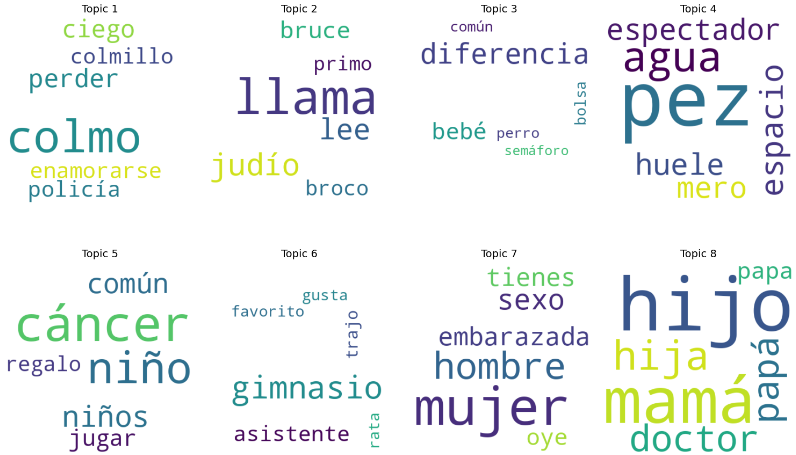 Topic 1
ciego
colmillo
perder
colmo
enamorarse
policía
Topic 2
bruce
primo
llama
lee
judío
broco
Topic 3
común
diferencia
bolsa
bebé
perro
semáforo
Topic 4
espectador
agua
pez
espacio
huele
mero
Topic 5
común
cáncer
regalo
niño
niños
jugar
Topic 6
gusta
favorito
trajo
gimnasio
asistente
rata
Topic 7
tienes
sexo
embarazada
hombre
mujer
oye
Topic 8
papa
hijo
hija
papá
mamá
doctor